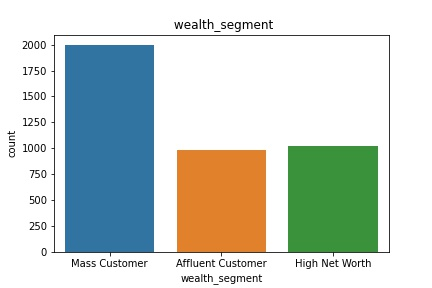 wealth_segment
2000
1750
1500
1250
1000
750
500
250
0
count
Mass Customer Affluent Customer High Net Worth
wealth_segment